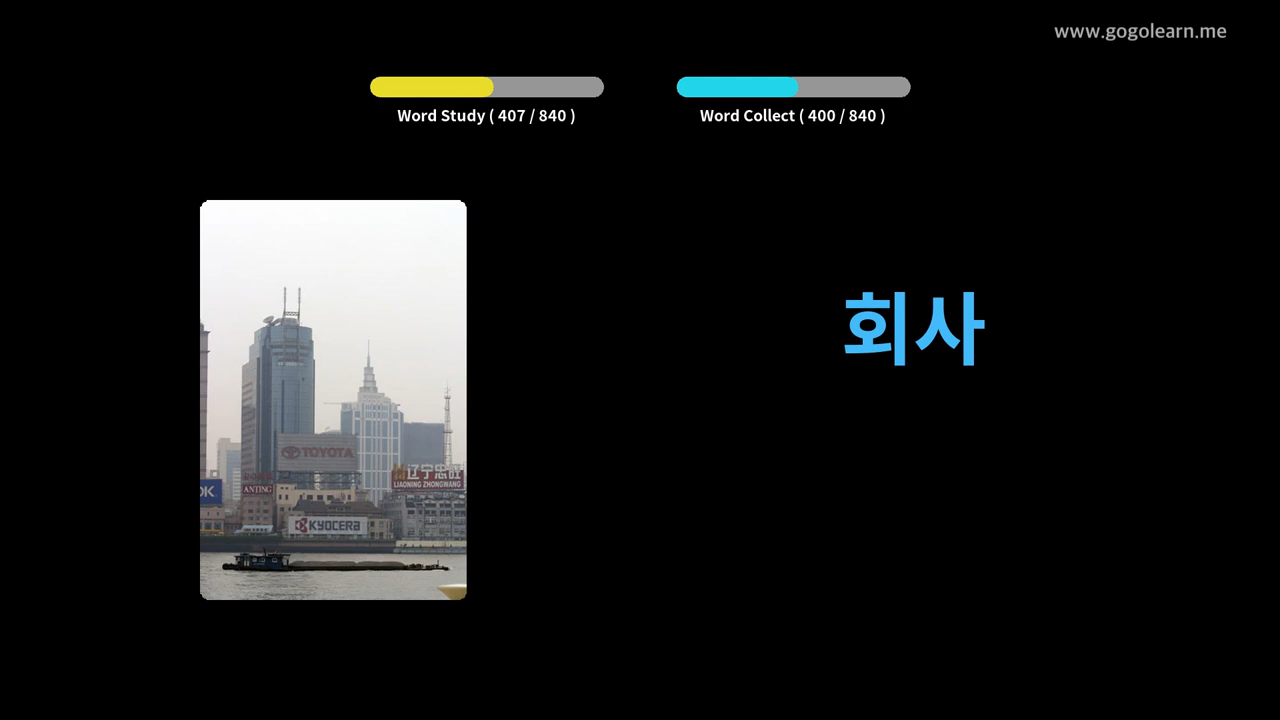 www.gogolearn.me
Word Study ( 407 / 840 )
Word Collect ( 400 / 840 )
회사
TOYOTA
辽宁忠旺
LIAONING ZHONGWANG
ANTING
KYOCERA